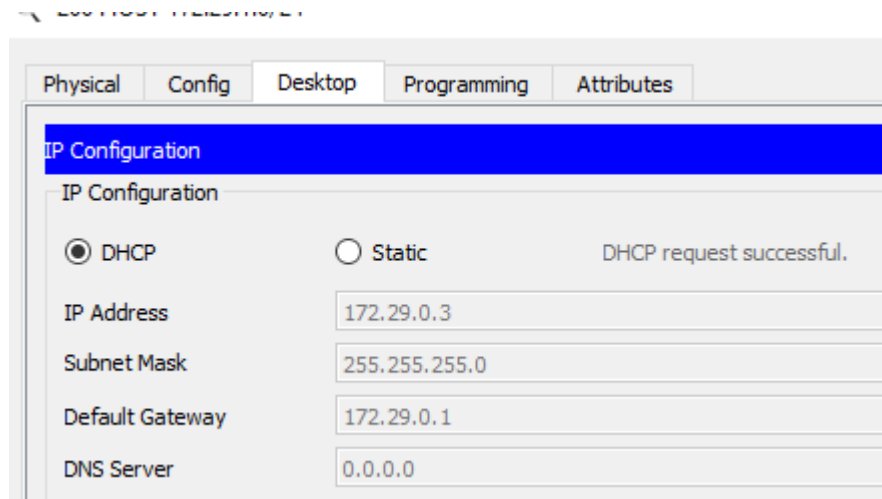 Physical Config Desktop Programming Attributes
IP Configuration
IP Configuration
DHCP Static DHCP request successful.
IP Address 172.29.0.3
Subnet Mask 255.255.255.0
Default Gateway 172.29.0.1
DNS Server 0.0.0.0